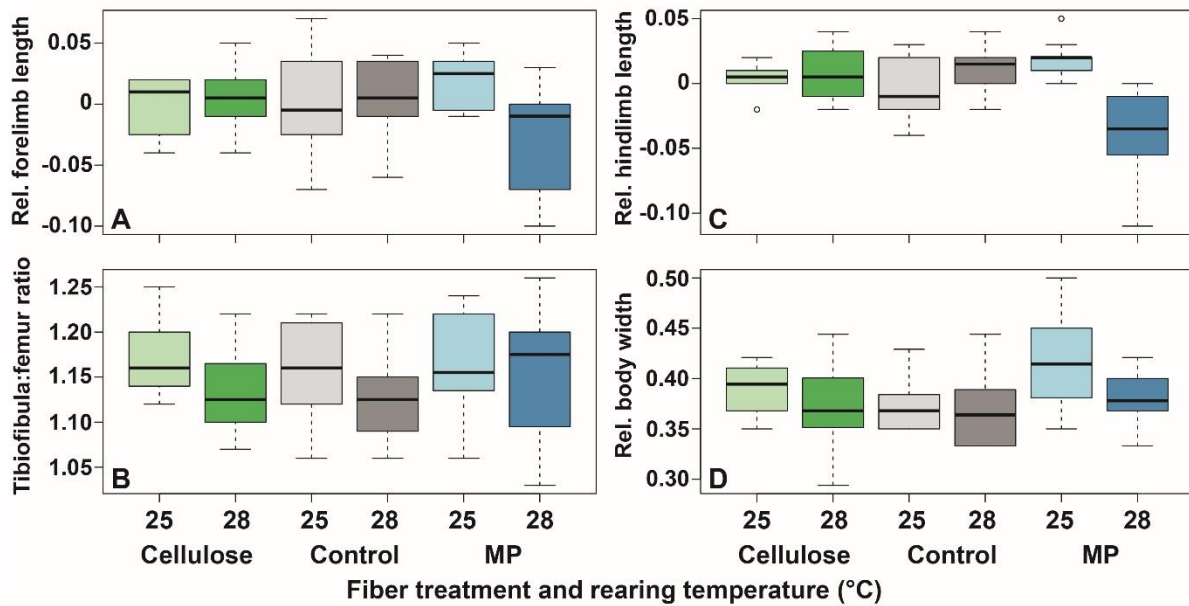 Rel. forelimb length
0.05
0
-0.05
-0.10
A
Rel. hindlimb length
0.05
0
-0.05
-0.10
C
Tibiofibula:femur ratio
1.25
1.20
1.15
1.10
1.05
B
Rel. body width
0.50
0.45
0.40
0.35
0.30
D
25 28 25 28 25 28
Cellulose Control MP
25 28 25 28 25 28
Cellulose Control MP
Fiber treatment and rearing temperature (°C)